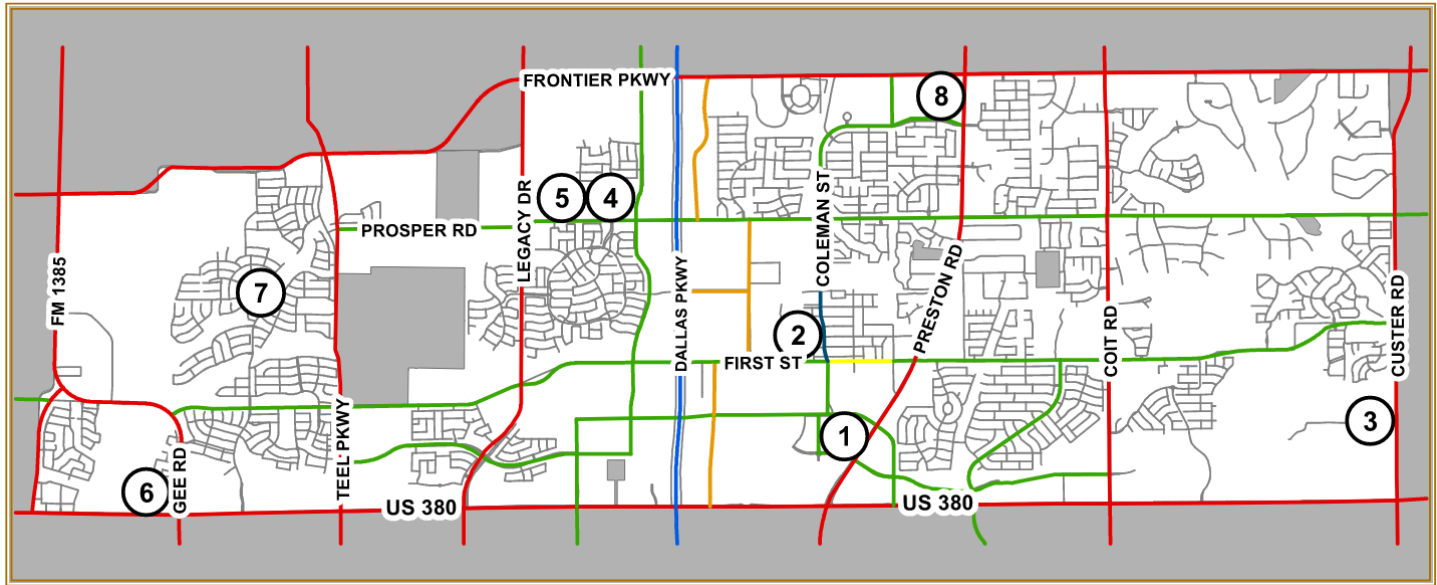 FRONTIER PKWY
8
5
4
LEGACY DR
COLEMAN ST
PROSPER RD
PRESTON RD
FM 1385
7
DALLAS PKWY
2
FIRST ST
COIT RD
CUSTER RD
TEEL PKWY
1
3
6
GEE RD
US 380
US 380